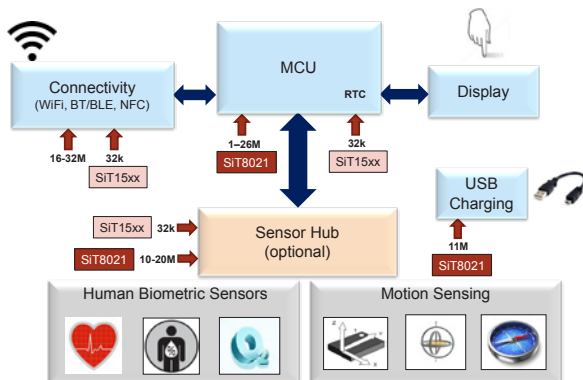 Connectivity
(WiFi, BT/BLE, NFC)
MCU
RTC
Display
16-32M
32k
SiT15xx
1–26M
SiT8021
32k
SiT15xx
USB
Charging
SiT15xx
32k
SiT8021
10-20M
Sensor Hub
(optional)
11M
SiT8021
Human Biometric Sensors
Motion Sensing
%
O2
Z
X